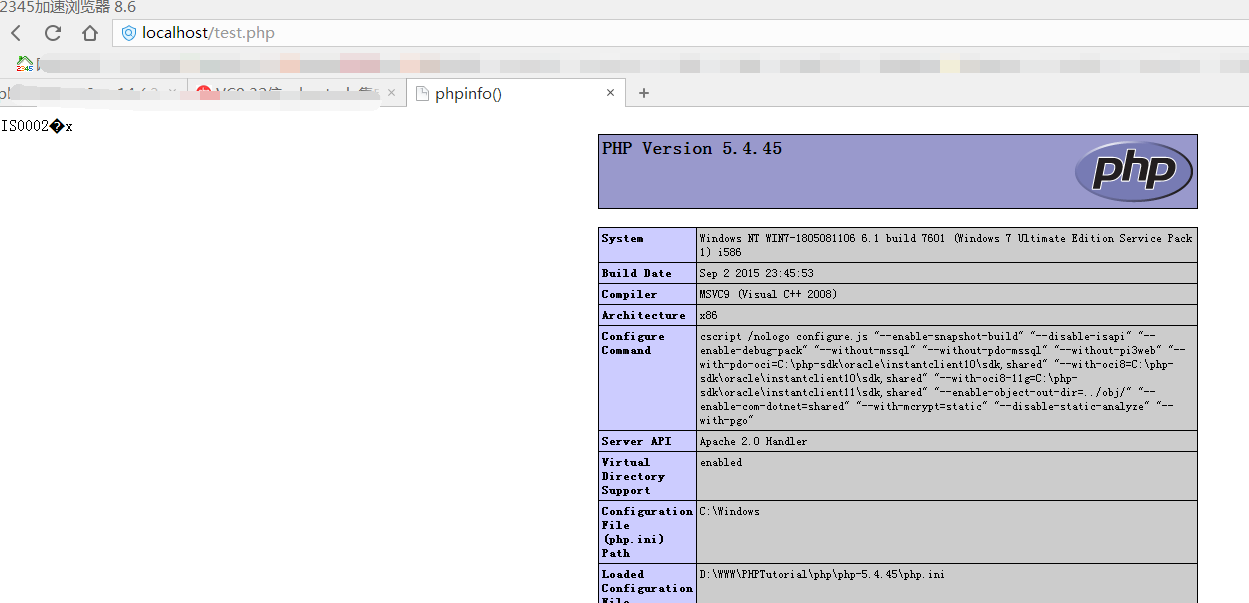 2345加速浏览器 8.6
localhost/test.php
2345
phpinfo()
IS0002�x
PHP Version 5.4.45
php
System
Windows NT WIN7-1805081106 6.1 build 7601 (Windows 7 Ultimate Edition Service Pack
1) i586
Build Date
Sep 2 2015 23:45:53
Compiler
MSVC9 (Visual C++ 2008)
Architecture
x86
Configure
Command
cscript /nologo configure.js "--enable-snapshot-build" "--disable-isapi" "--
enable-debug-pack" "--without-mssql" "--without-pdo-mssql" "--without-pi3web" "--
with-pdo-oci=C:\php-sdk\oracle\instantclient10\sdk,shared" "--with-oci8=C:\php-
sdk\oracle\instantclient10\sdk,shared" "--with-oci8-11g=C:\php-
sdk\oracle\instantclient11\sdk,shared" "--enable-object-out-dir=../obj/" "--
enable-com-dotnet=shared" "--with-mcrypt=static" "--disable-static-analyze" "--
with-pgo"
Server API
Apache 2.0 Handler
Virtual
Directory
Support
enabled
Configuration
File
(php.ini)
Path
C:\Windows
Loaded
Configuration
File
D:\WWW\PHPTutorial\php\php-5.4.45\php.ini